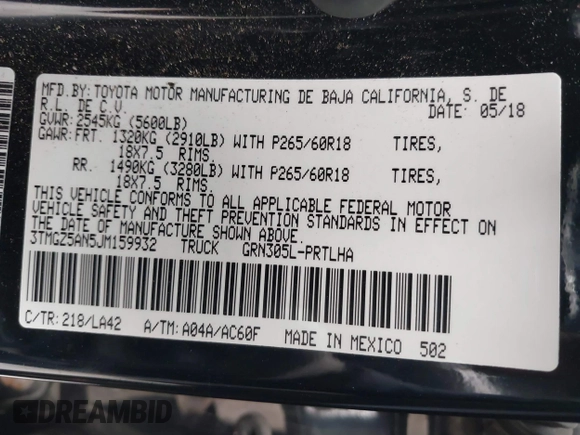 MFD.BY: TOYOTA MOTOR MANUFACTURING DE BAJA CALIFORNIA, S. DE
R.L. DE C.V. DATE: 05/18
GVWR: 2545KG (5600LB)
GAWR: FRT. 1320KG (2910LB) WITH P265/60R18 TIRES,
18X7.5 RIMS.
RR. 1490KG (3280LB) WITH P265/60R18 TIRES,
18X7.5 RIMS.
THIS VEHICLE CONFORMS TO ALL APPLICABLE FEDERAL MOTOR
VEHICLE SAFETY AND THEFT PREVENTION STANDARDS IN EFFECT ON
THE DATE OF MANUFACTURE SHOWN ABOVE.
3TMGZ5AN5JM159932 TRUCK GRN305L-PRTLHA
C/TR: 218/LA42 A/TM: A04A/AC60F MADE IN MEXICO 502
DREAMBID